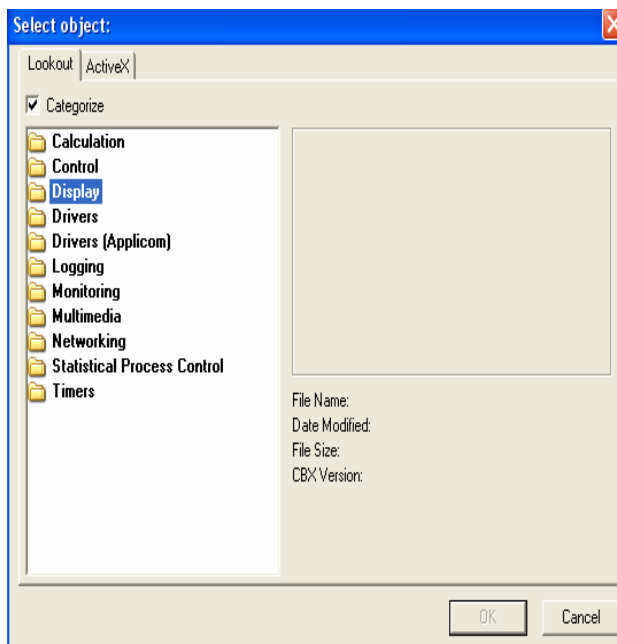 Select object:
Lookout ActiveX
Categorize
Calculation
Control
Display
Drivers
Drivers (Applicom)
Logging
Monitoring
Multimedia
Networking
Statistical Process Control
Timers
File Name:
Date Modified:
File Size:
CBX Version:
OK Cancel